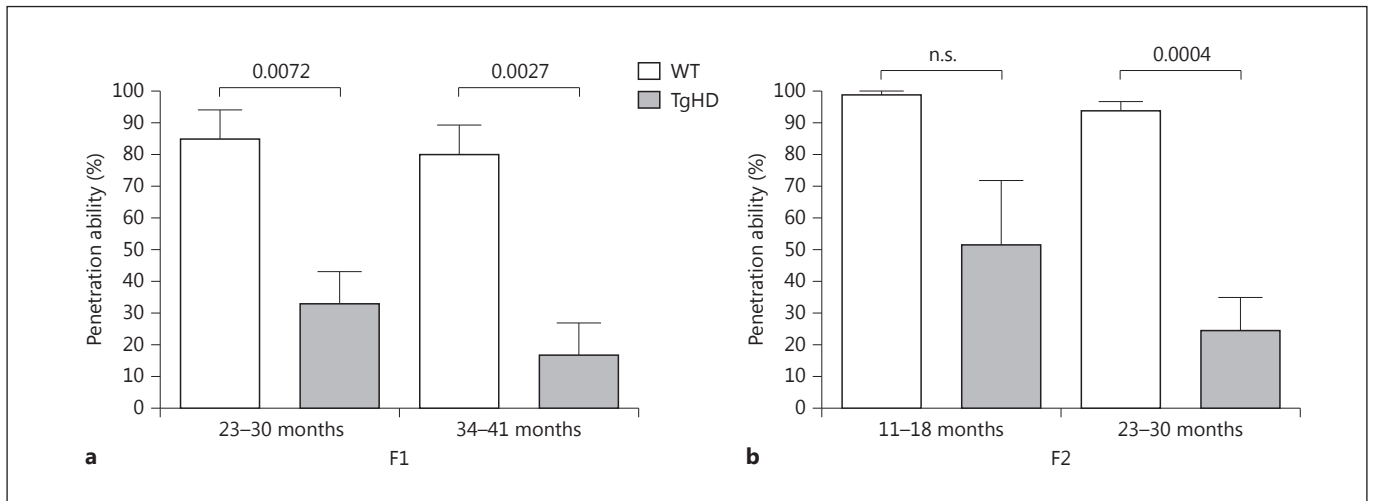 0.0072
0.0027
WT
TgHD
Penetration ability (%)
100
90
80
70
60
50
40
30
20
10
0
23–30 months
34–41 months
a
F1
n.s.
0.0004
Penetration ability (%)
100
90
80
70
60
50
40
30
20
10
0
11–18 months
23–30 months
b
F2